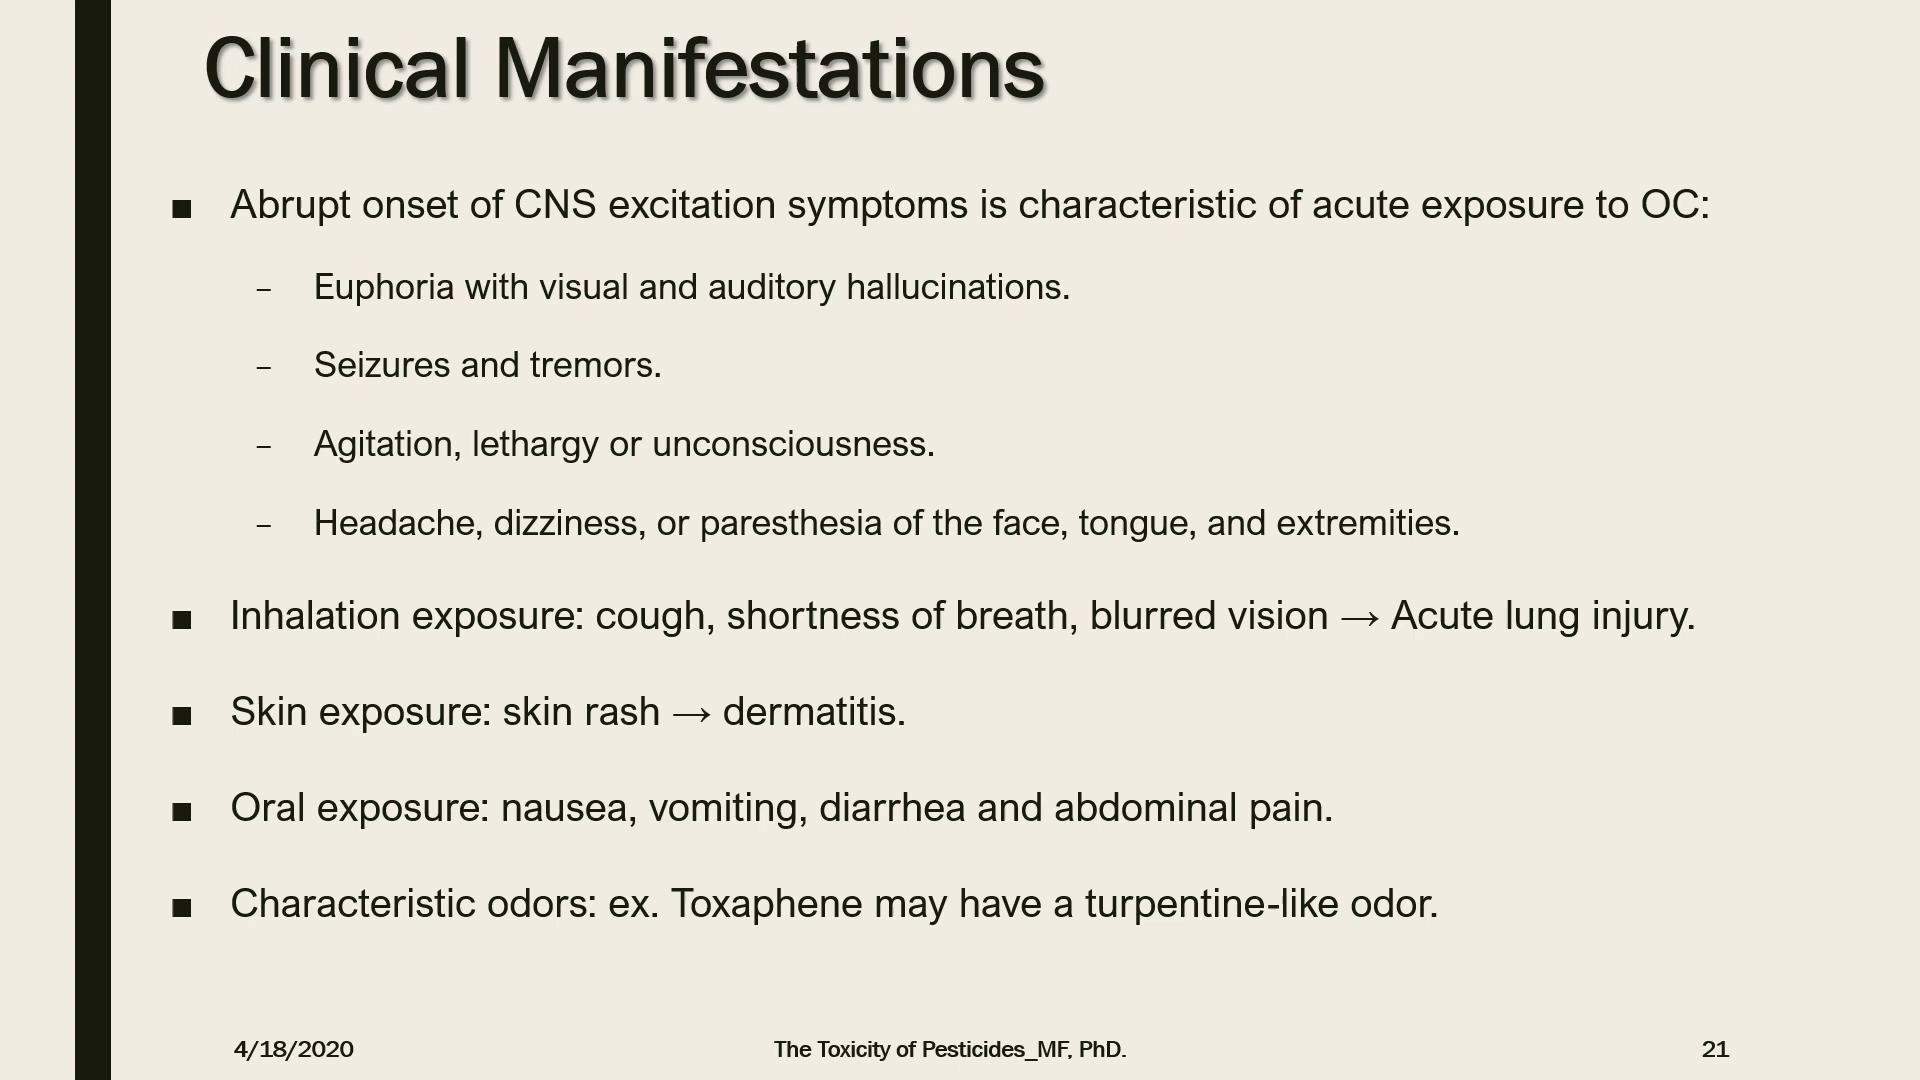 Clinical Manifestations
■ Abrupt onset of CNS excitation symptoms is characteristic of acute exposure to OC:
– Euphoria with visual and auditory hallucinations.
– Seizures and tremors.
– Agitation, lethargy or unconsciousness.
– Headache, dizziness, or paresthesia of the face, tongue, and extremities.
■ Inhalation exposure: cough, shortness of breath, blurred vision → Acute lung injury.
■ Skin exposure: skin rash → dermatitis.
■ Oral exposure: nausea, vomiting, diarrhea and abdominal pain.
■ Characteristic odors: ex. Toxaphene may have a turpentine-like odor.
4/18/2020 The Toxicity of Pesticides_MF, PhD. 21